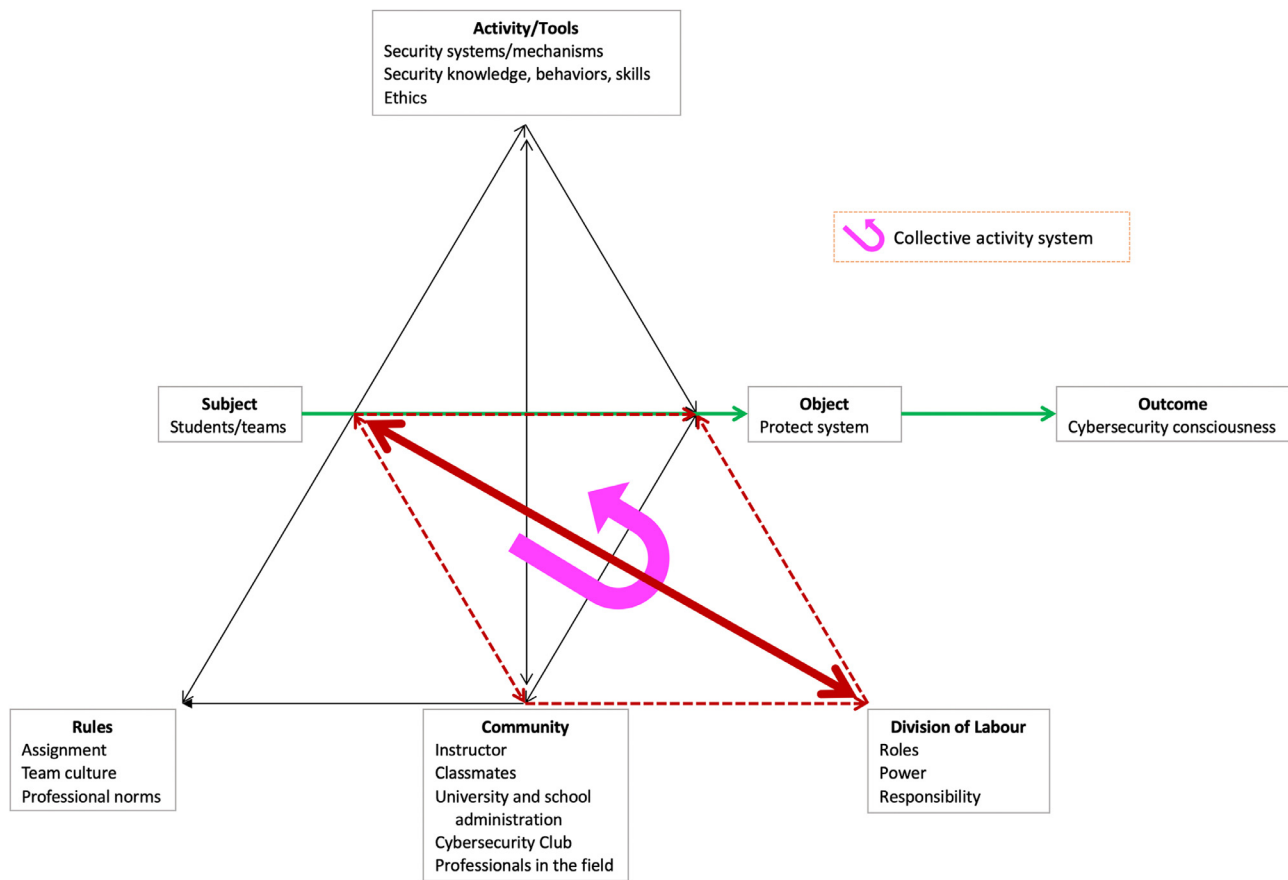 Activity/Tools
Security systems/mechanisms
Security knowledge, behaviors, skills
Ethics
Collective activity system
Subject
Students/teams
Object
Protect system
Outcome
Cybersecurity consciousness
Rules
Assignment
Team culture
Professional norms
Community
Instructor
Classmates
University and school
administration
Cybersecurity Club
Professionals in the field
Division of Labour
Roles
Power
Responsibility